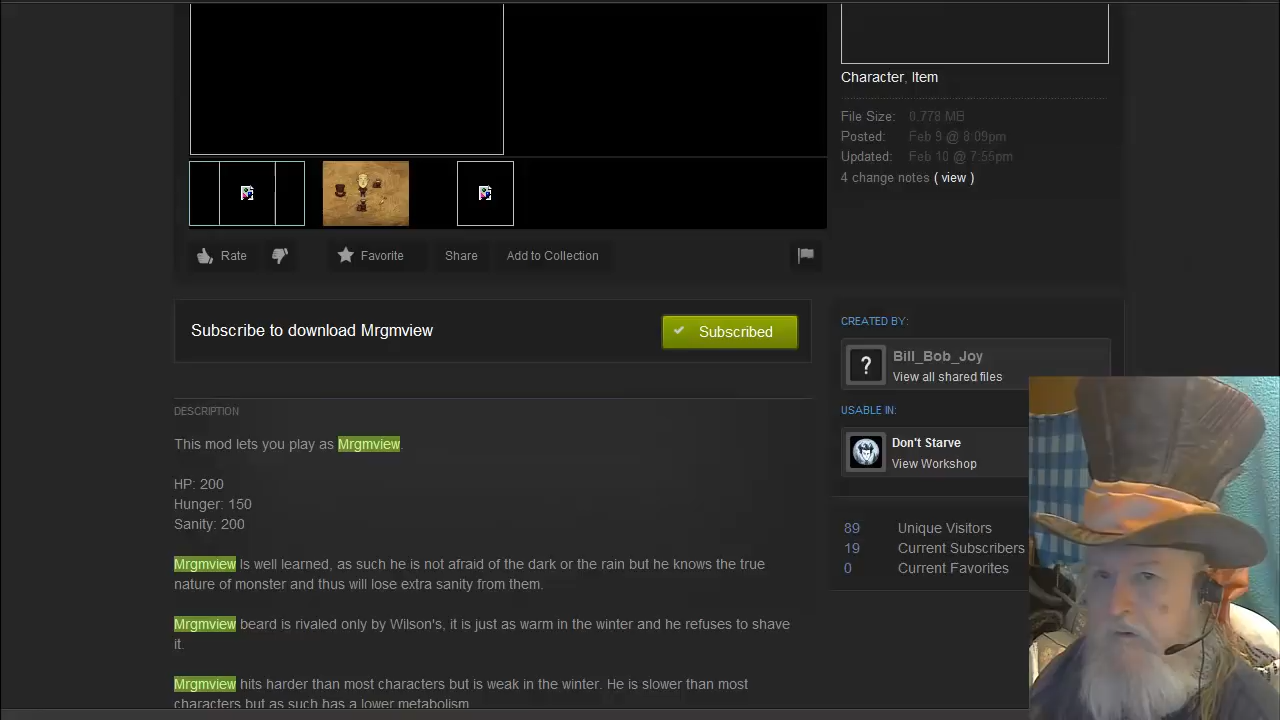 Character, Item
File Size: 0.778 MB
Posted: Feb 9 @ 8:09pm
Updated: Feb 10 @ 7:55pm
4 change notes ( view )
Rate
Favorite
Share
Add to Collection
Subscribe to download Mrgmview
Subscribed
CREATED BY:
?
Bill_Bob_Joy
View all shared files
USABLE IN:
Don't Starve
View Workshop
89 Unique Visitors
19 Current Subscribers
0 Current Favorites
DESCRIPTION
This mod lets you play as Mrgmview.
HP: 200
Hunger: 150
Sanity: 200
Mrgmview Is well learned, as such he is not afraid of the dark or the rain but he knows the true
nature of monster and thus will lose extra sanity from them.
Mrgmview beard is rivaled only by Wilson's, it is just as warm in the winter and he refuses to shave
it.
Mrgmview hits harder than most characters but is weak in the winter. He is slower than most
characters but as such has a lower metabolism